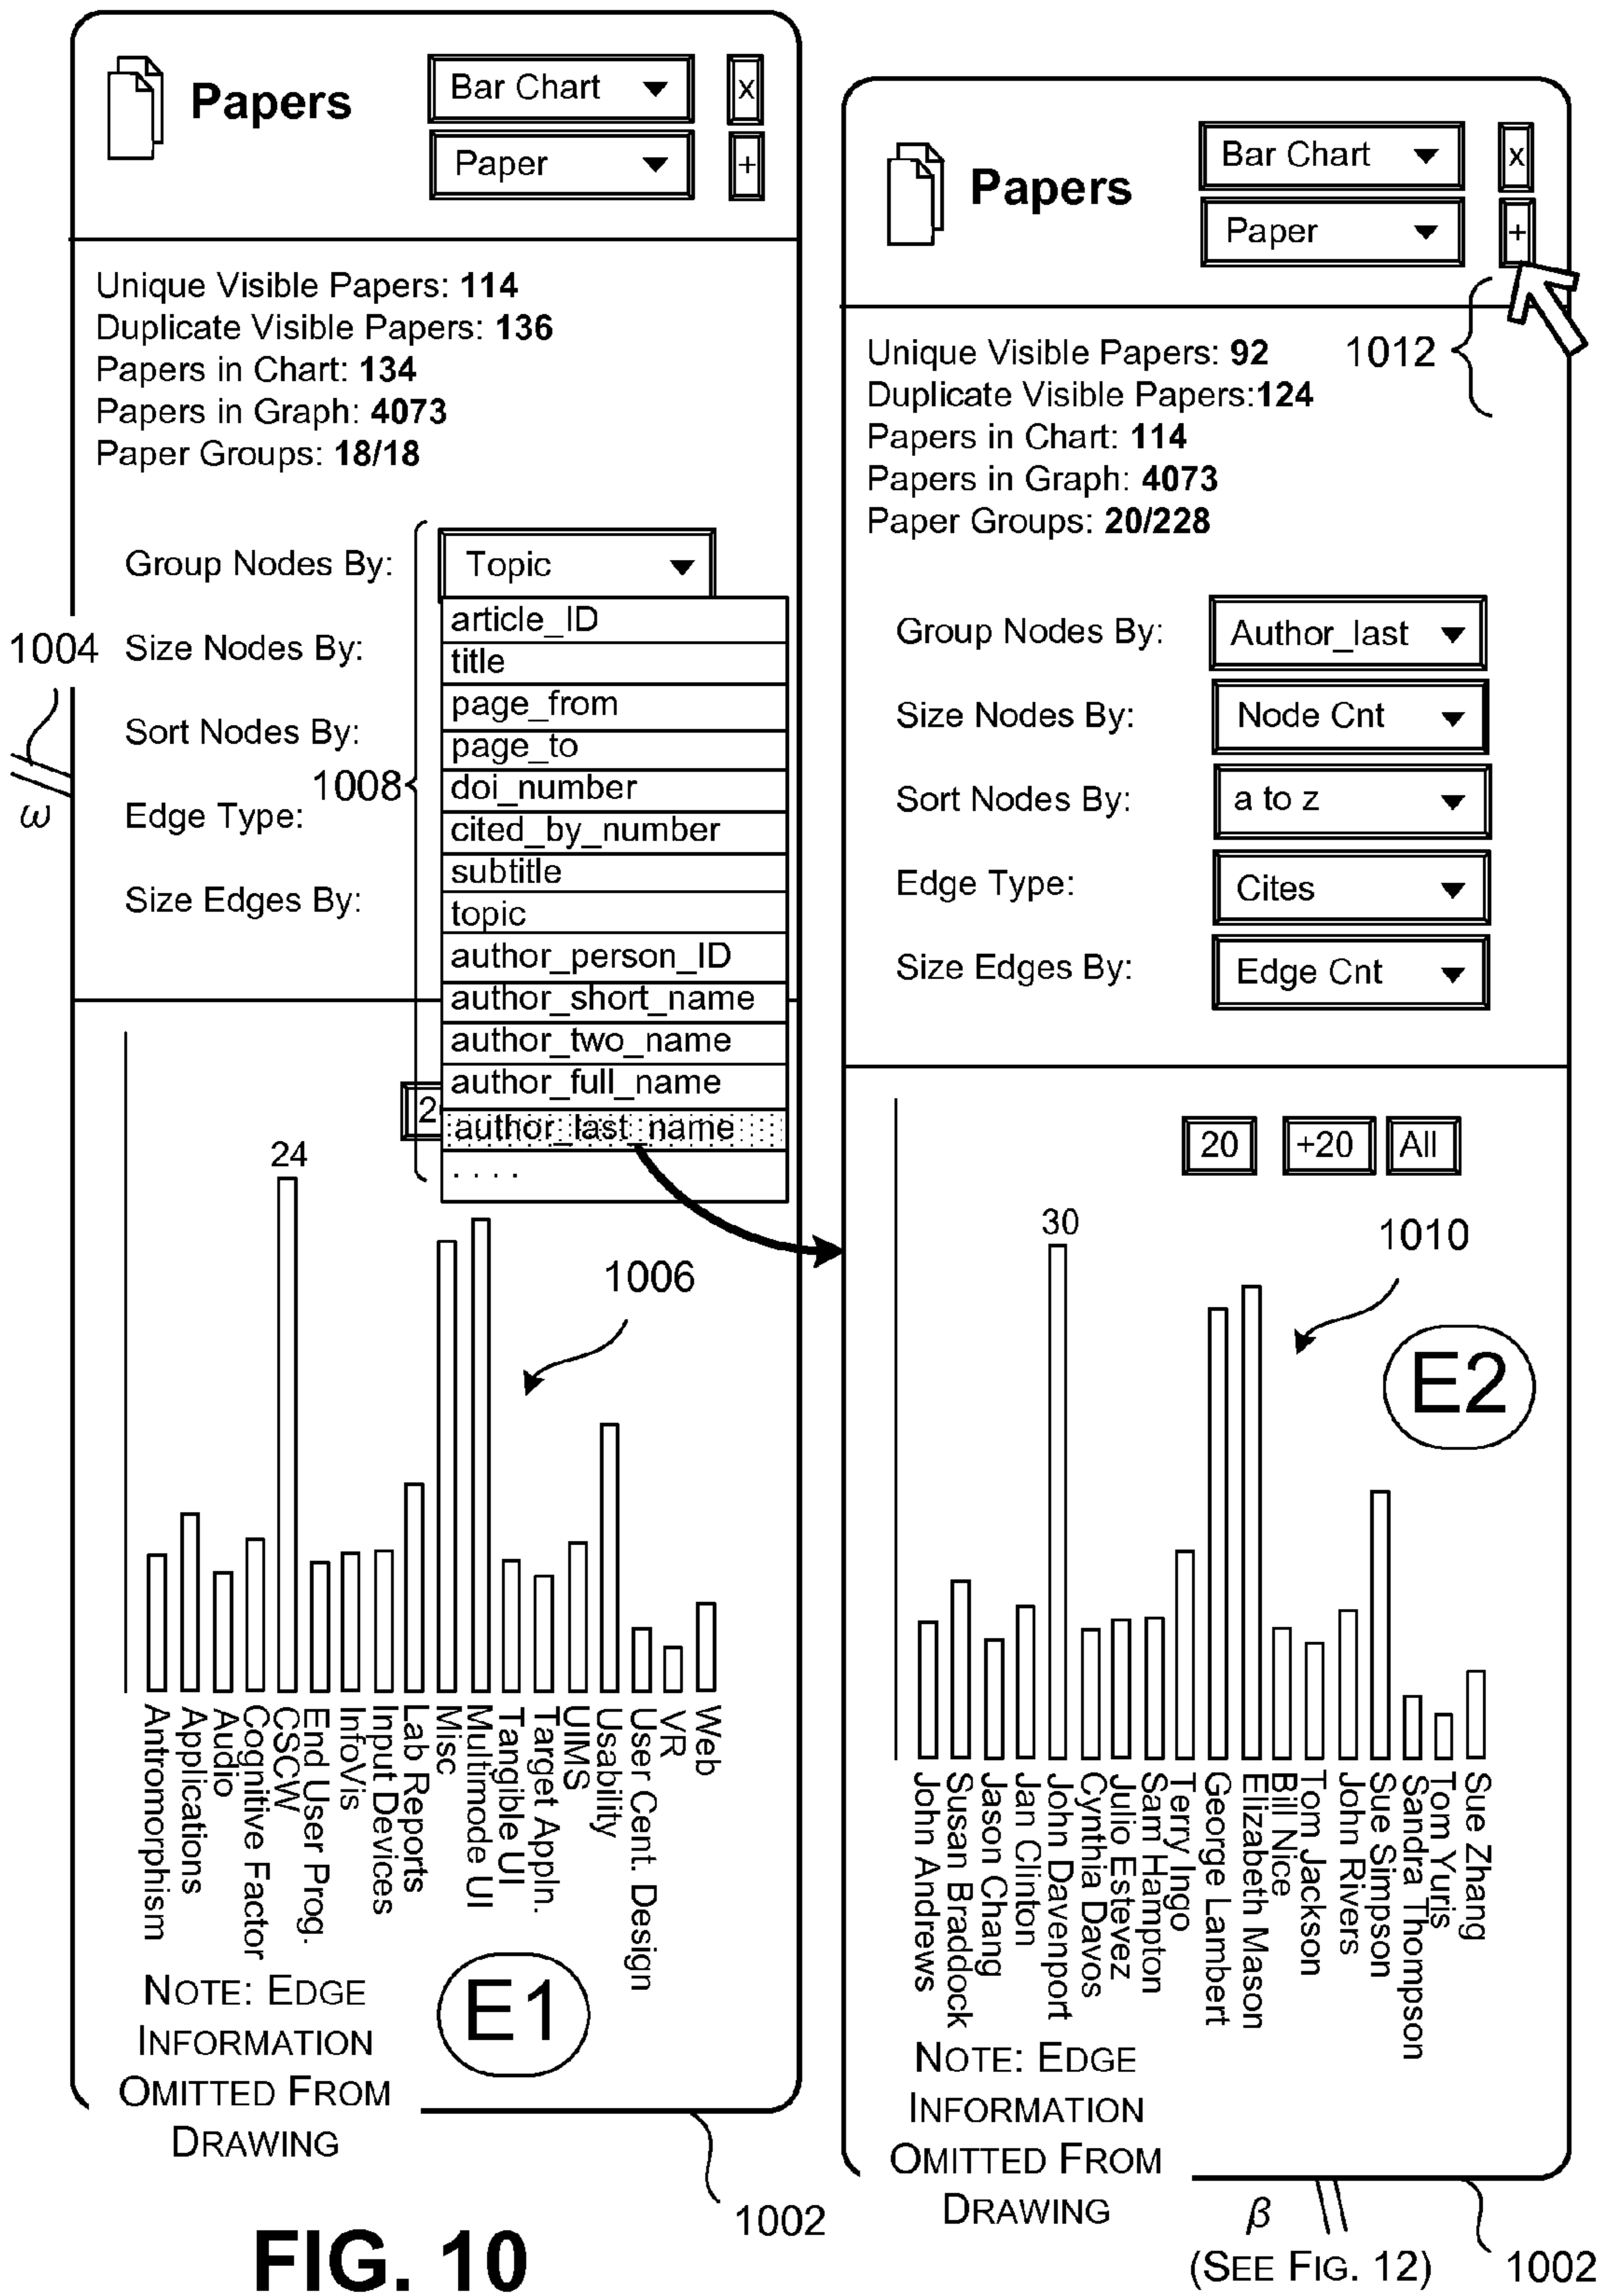 Papers
Bar Chart
x
Paper
+
Unique Visible Papers: 114
Duplicate Visible Papers: 136
Papers in Chart: 134
Papers in Graph: 4073
Paper Groups: 18/18
Group Nodes By:
Topic
1004
Size Nodes By:
Sort Nodes By:
1008
ω
Edge Type:
Size Edges By:
article_ID
title
page_from
page_to
doi_number
cited_by_number
subtitle
topic
author_person_ID
author_short_name
author_two_name
author_full_name
2
author_last_name
. . . .
24
1006
Antromorphism
Applications
Audio
Cognitive Factor
CSCW
End User Prog.
InfoVis
Input Devices
Lab Reports
Misc
Multimode UI
Tangible UI
Target Appln.
UIMS
Usability
User Cent. Design
VR
Web
NOTE: EDGE
INFORMATION
OMITTED FROM
DRAWING
E1
1002
Papers
Bar Chart
x
Paper
+
1012
Unique Visible Papers: 92
Duplicate Visible Papers:124
Papers in Chart: 114
Papers in Graph: 4073
Paper Groups: 20/228
Group Nodes By:
Author_last
Size Nodes By:
Node Cnt
Sort Nodes By:
a to z
Edge Type:
Cites
Size Edges By:
Edge Cnt
20
+20
All
30
1010
E2
John Andrews
Susan Braddock
Jason Chang
Jan Clinton
John Davenport
Cynthia Davos
Julio Estevez
Sam Hampton
Terry Ingo
George Lambert
Elizabeth Mason
Bill Nice
Tom Jackson
John Rivers
Sue Simpson
Sandra Thompson
Tom Yuris
Sue Zhang
NOTE: EDGE
INFORMATION
OMITTED FROM
DRAWING
β
(SEE FIG. 12)
1002
FIG. 10